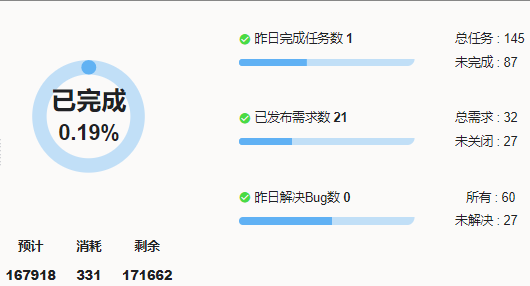 已完成
0.19%
预计 消耗 剩余
167918 331 171662
昨日完成任务数 1
总任务 : 145
未完成 : 87
已发布需求数 21
总需求 : 32
未关闭 : 27
昨日解决Bug数 0
所有 : 60
未解决 : 27